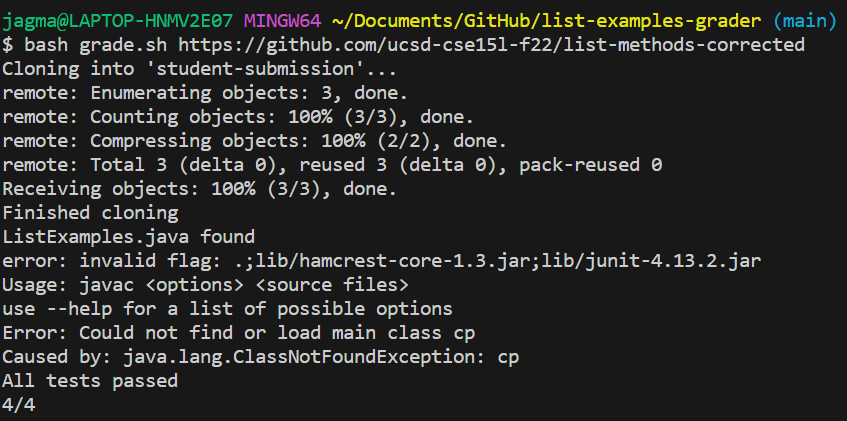 jagma@LAPTOP-HNMV2E07 MINGW64 ~/Documents/GitHub/list-examples-grader (main)
$ bash grade.sh https://github.com/ucsd-cse15l-f22/list-methods-corrected
Cloning into 'student-submission'...
remote: Enumerating objects: 3, done.
remote: Counting objects: 100% (3/3), done.
remote: Compressing objects: 100% (2/2), done.
remote: Total 3 (delta 0), reused 3 (delta 0), pack-reused 0
Receiving objects: 100% (3/3), done.
Finished cloning
ListExamples.java found
error: invalid flag: .;lib/hamcrest-core-1.3.jar;lib/junit-4.13.2.jar
Usage: javac <options> <source files>
use --help for a list of possible options
Error: Could not find or load main class cp
Caused by: java.lang.ClassNotFoundException: cp
All tests passed
4/4